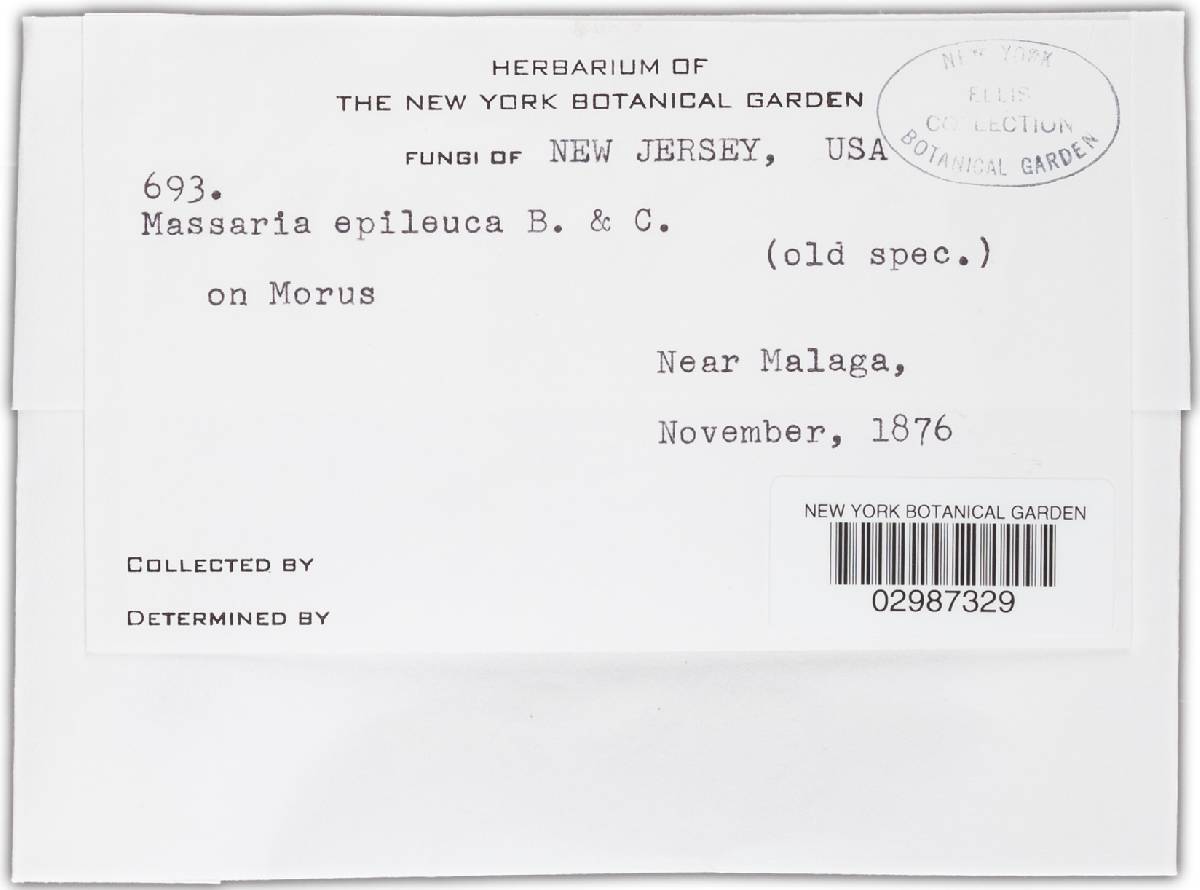 HERBARIUM OF
THE NEW YORK BOTANICAL GARDEN
FUNGI OF NEW JERSEY, USA
NEW YORK
ELLIS
COLLECTION
BOTANICAL GARDEN
693.
Massaria epileuca B. & C.
(old spec.)
on Morus
Near Malaga,
November, 1876
NEW YORK BOTANICAL GARDEN
02987329
COLLECTED BY
DETERMINED BY